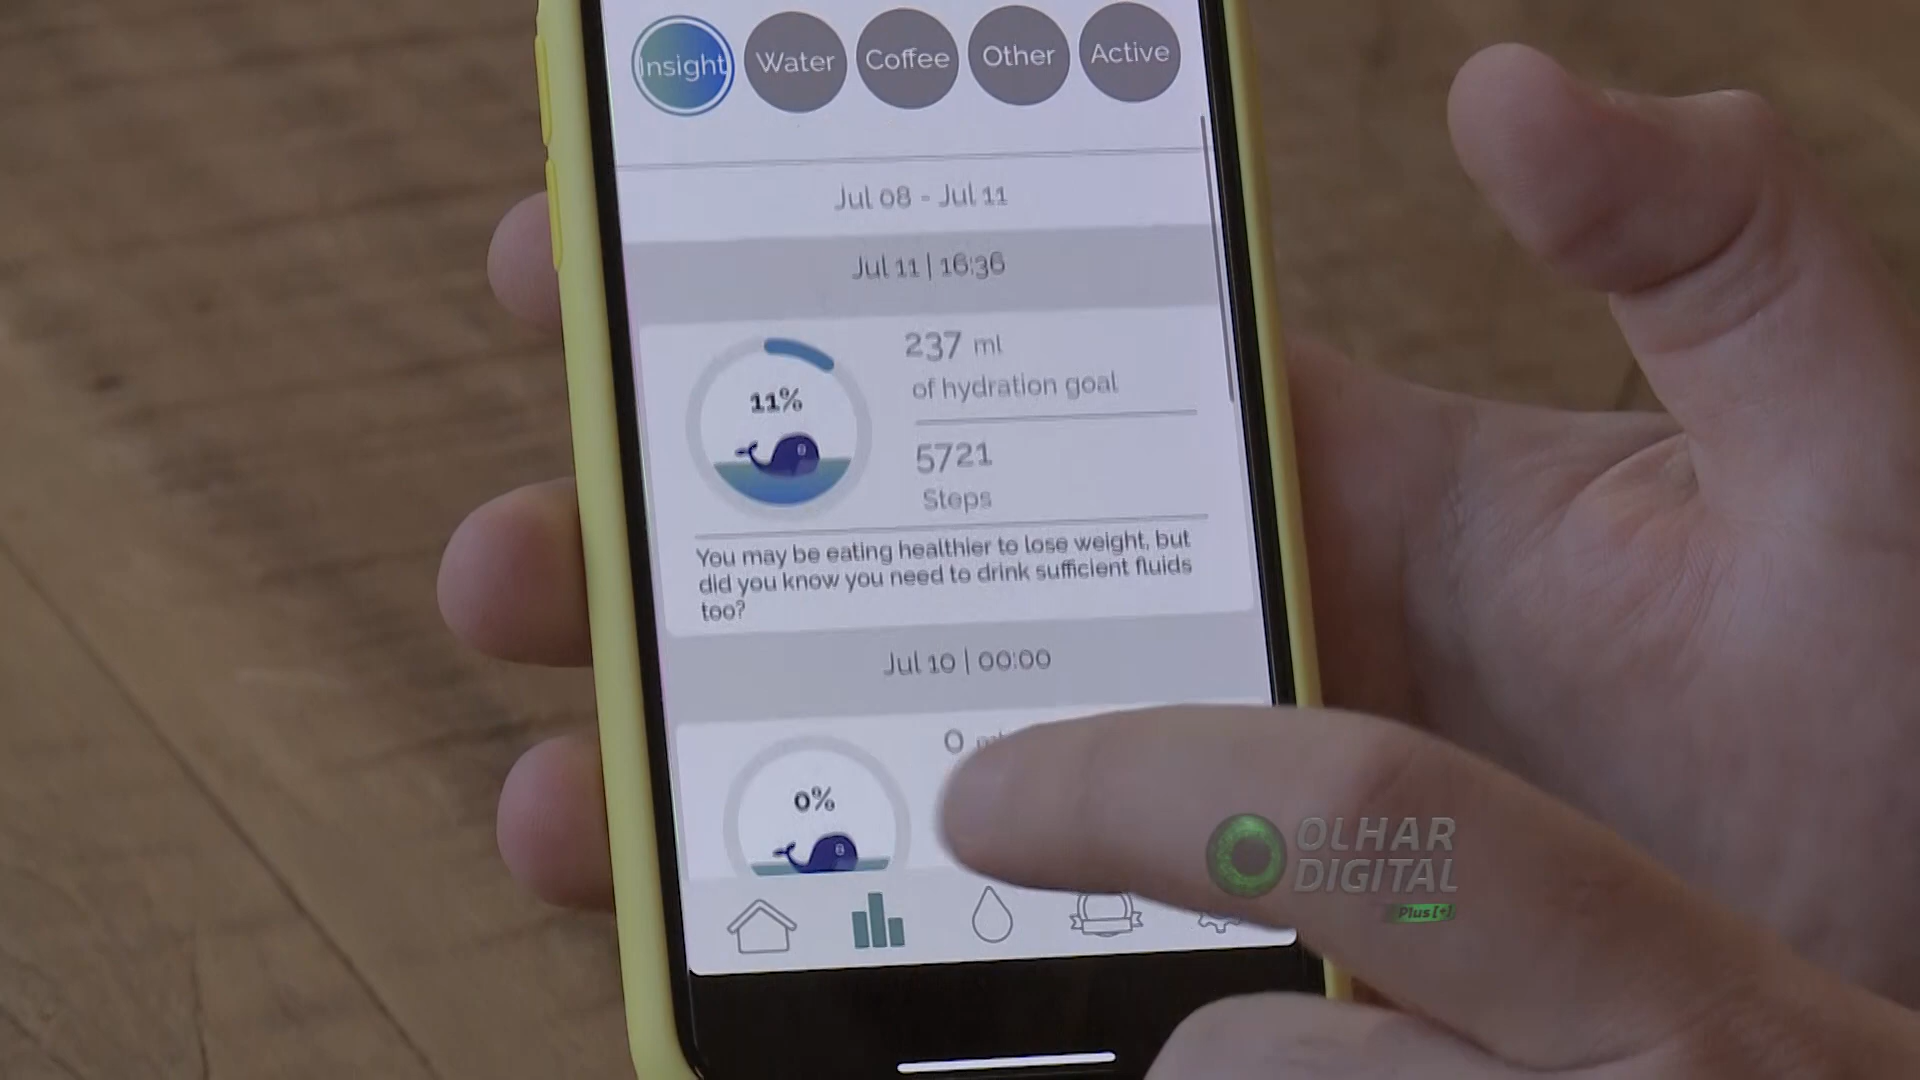 Insight Water Coffee Other Active
Jul 08 - Jul 11
Jul 11 | 16:36
11%
237 ml
of hydration goal
5721
Steps
You may be eating healthier to lose weight, but
did you know you need to drink sufficient fluids
too?
Jul 10 | 00:00
0%
0
OLHAR
DIGITAL
Plus [+]